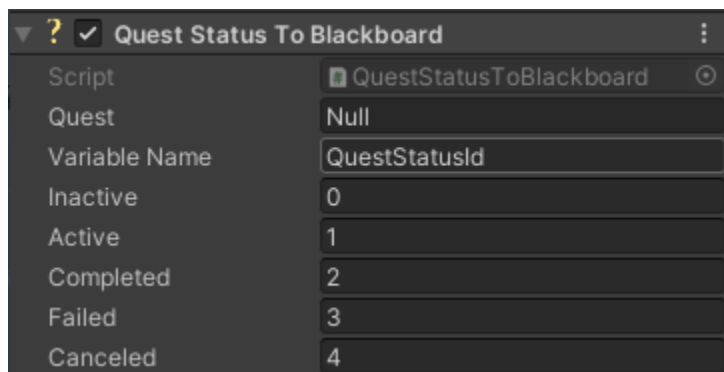 Quest Status To Blackboard
Script QuestStatusToBlackboard
Quest Null
Variable Name QuestStatusId
Inactive 0
Active 1
Completed 2
Failed 3
Canceled 4